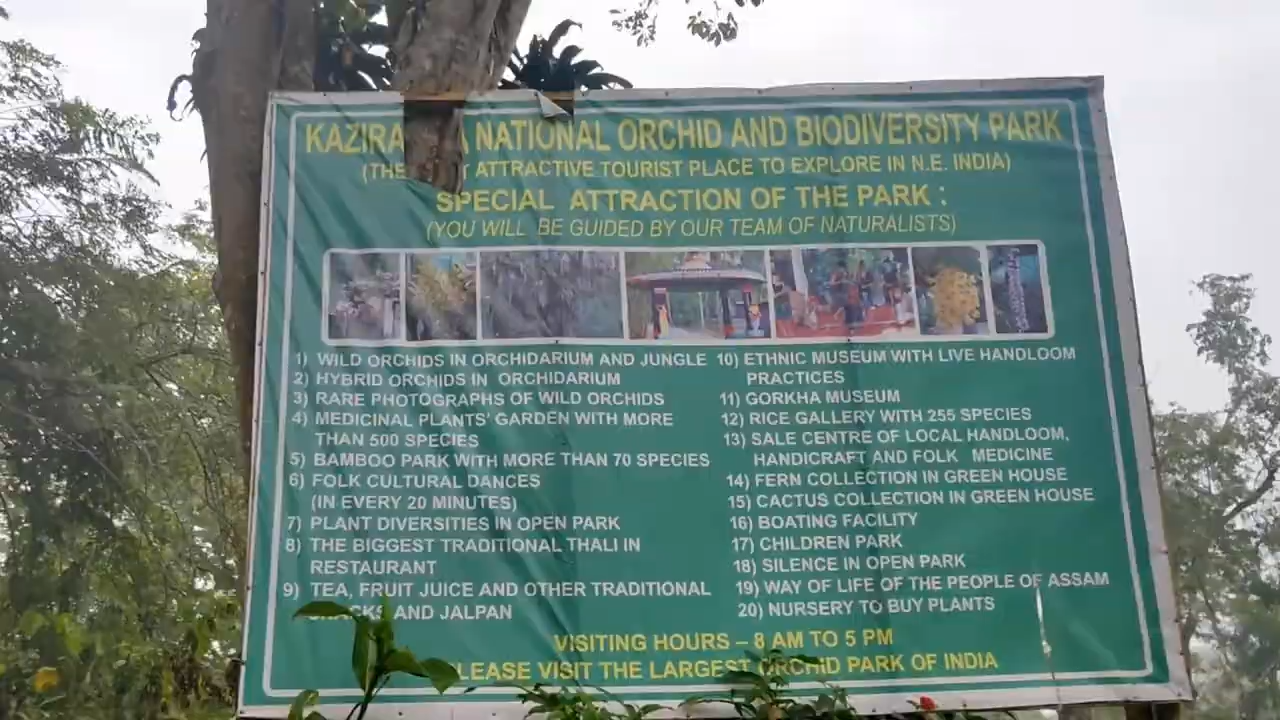 KAZIRA A NATIONAL ORCHID AND BIODIVERSITY PARK
(THE ATTRACTIVE TOURIST PLACE TO EXPLORE IN N.E. INDIA)
SPECIAL ATTRACTION OF THE PARK :
(YOU WILL BE GUIDED BY OUR TEAM OF NATURALISTS)
1) WILD ORCHIDS IN ORCHIDARIUM AND JUNGLE
2) HYBRID ORCHIDS IN ORCHIDARIUM
3) RARE PHOTOGRAPHS OF WILD ORCHIDS
4) MEDICINAL PLANTS' GARDEN WITH MORE
THAN 500 SPECIES
5) BAMBOO PARK WITH MORE THAN 70 SPECIES
6) FOLK CULTURAL DANCES
(IN EVERY 20 MINUTES)
7) PLANT DIVERSITIES IN OPEN PARK
8) THE BIGGEST TRADITIONAL THALI IN
RESTAURANT
9) TEA, FRUIT JUICE AND OTHER TRADITIONAL
SNACKS AND JALPAN
10) ETHNIC MUSEUM WITH LIVE HANDLOOM
PRACTICES
11) GORKHA MUSEUM
12) RICE GALLERY WITH 255 SPECIES
13) SALE CENTRE OF LOCAL HANDLOOM,
HANDICRAFT AND FOLK MEDICINE
14) FERN COLLECTION IN GREEN HOUSE
15) CACTUS COLLECTION IN GREEN HOUSE
16) BOATING FACILITY
17) CHILDREN PARK
18) SILENCE IN OPEN PARK
19) WAY OF LIFE OF THE PEOPLE OF ASSAM
20) NURSERY TO BUY PLANTS
VISITING HOURS – 8 AM TO 5 PM
LEASE VISIT THE LARGEST ORCHID PARK OF INDIA